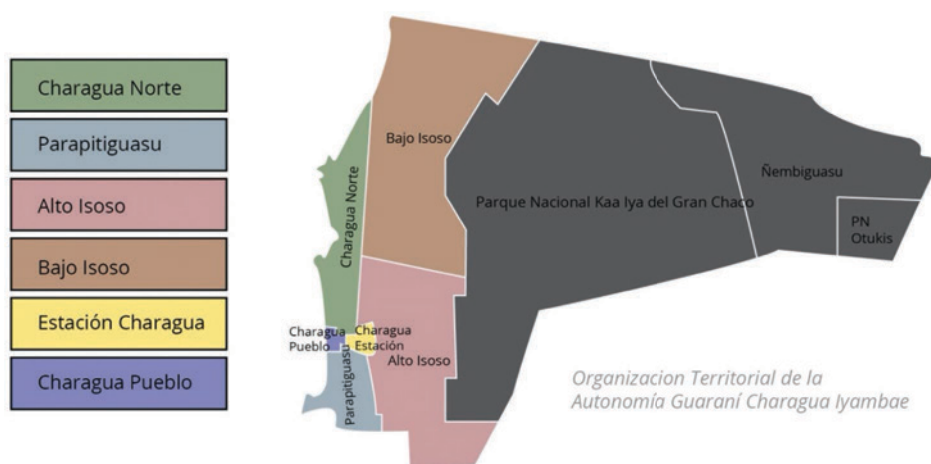 Charagua Norte
Parapitiguasu
Alto Isoso
Bajo Isoso
Estación Charagua
Charagua Pueblo
Bajo Isoso
Charagua Norte
Parque Nacional Kaa Iya del Gran Chaco
Ñembiguasu
PN
Otukis
Charagua
Pueblo
Charagua
Estación
Alto Isoso
Parapitiguasu
Organizacion Territorial de la
Autonomía Guaraní Charagua Iyambae